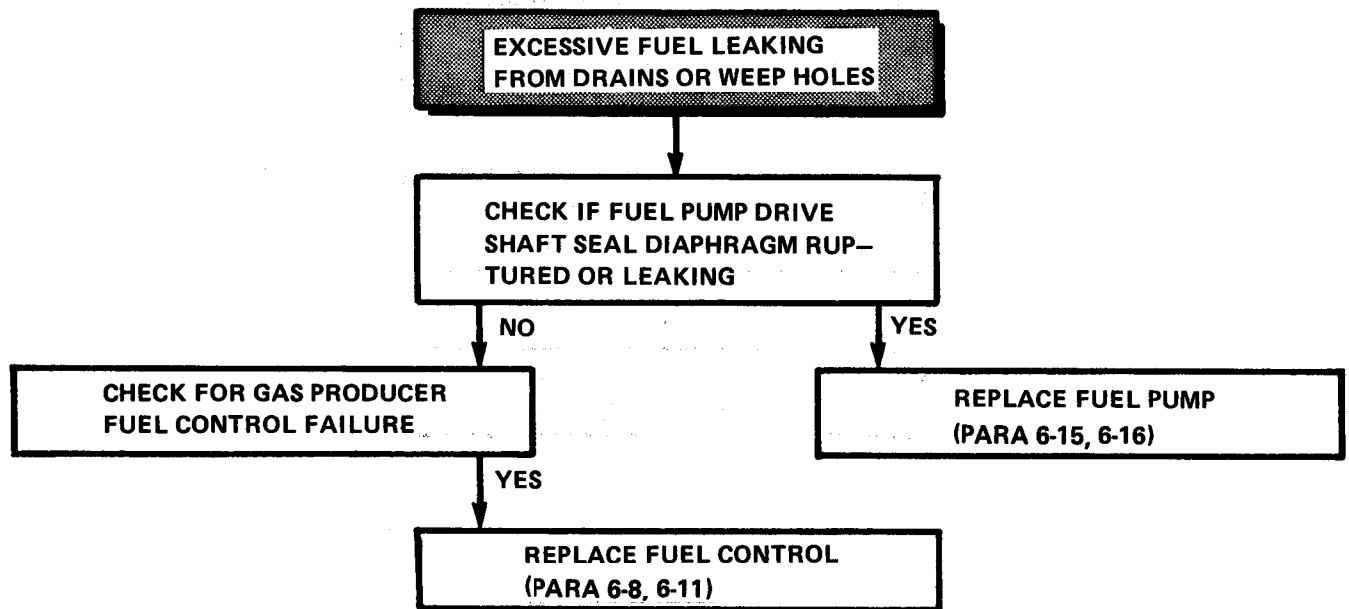 EXCESSIVE FUEL LEAKING
FROM DRAINS OR WEEP HOLES
CHECK IF FUEL PUMP DRIVE
SHAFT SEAL DIAPHRAGM RUP–
TURED OR LEAKING
NO
YES
CHECK FOR GAS PRODUCER
FUEL CONTROL FAILURE
REPLACE FUEL PUMP
(PARA 6-15, 6-16)
YES
REPLACE FUEL CONTROL
(PARA 6-8, 6-11)